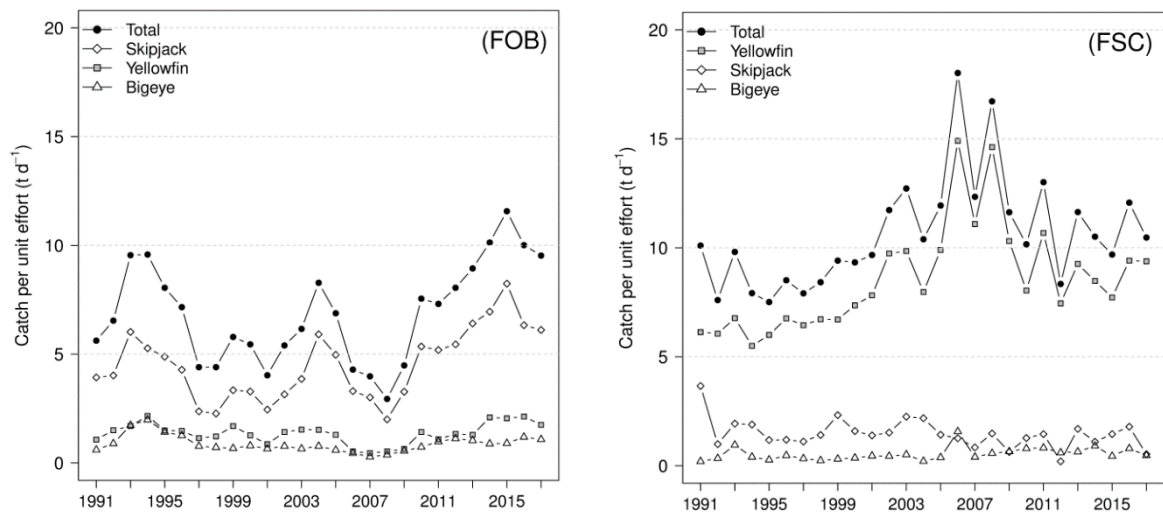 20
15
10
5
0
Catch per unit effort (t d⁻¹)
Total
Skipjack
Yellowfin
Bigeye
(FOB)
1991 1995 1999 2003 2007 2011 2015
20
15
10
5
0
Catch per unit effort (t d⁻¹)
Total
Yellowfin
Skipjack
Bigeye
(FSC)
1991 1995 1999 2003 2007 2011 2015